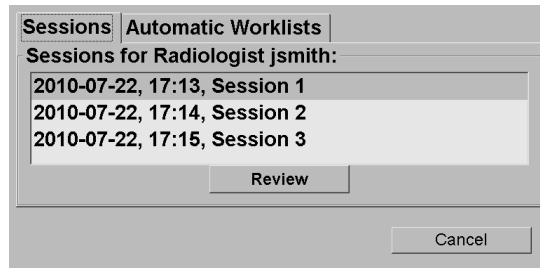 Sessions Automatic Worklists
Sessions for Radiologist jsmith:
2010-07-22, 17:13, Session 1
2010-07-22, 17:14, Session 2
2010-07-22, 17:15, Session 3
Review
Cancel